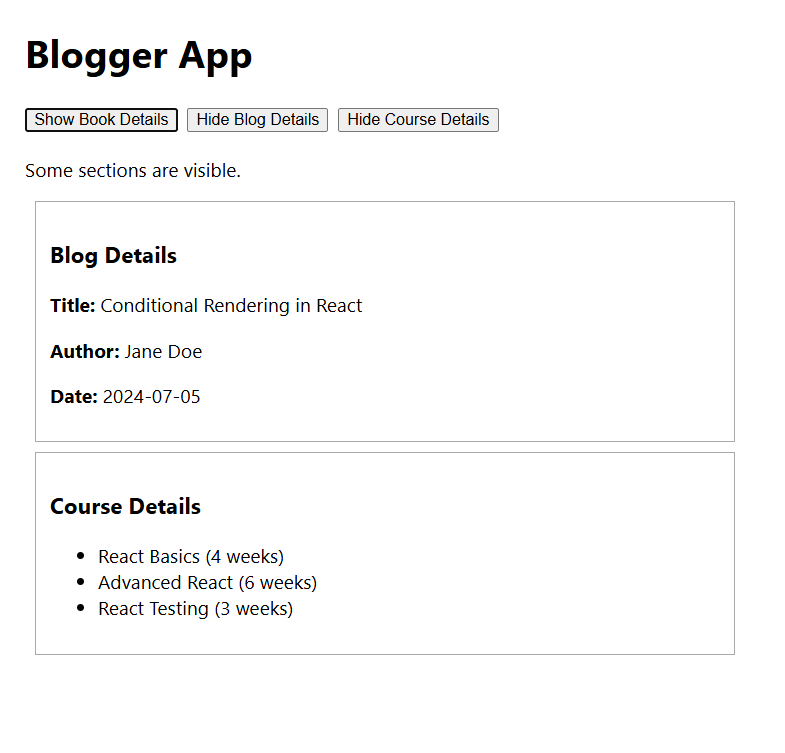 Blogger App
Show Book Details Hide Blog Details Hide Course Details
Some sections are visible.
Blog Details
Title: Conditional Rendering in React
Author: Jane Doe
Date: 2024-07-05
Course Details
React Basics (4 weeks)
Advanced React (6 weeks)
React Testing (3 weeks)